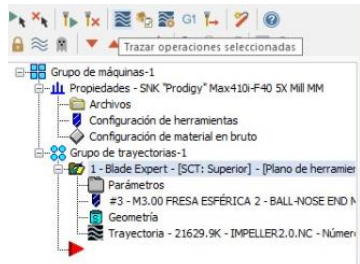 G1
Trazar operaciones seleccionadas
Grupo de máquinas-1
Propiedades - SNK "Prodigy" Max410i-F40 5X Mill MM
Archivos
Configuración de herramientas
Configuración de material en bruto
Grupo de trayectorias-1
1 - Blade Expert - [SCT: Superior] - [Plano de herramier
Parámetros
#3 - M3.00 FRESA ESFÉRICA 2 - BALL-NOSE END M
Geometría
Trayectoria - 21629.9K - IMPELLER2.0.NC - Númer